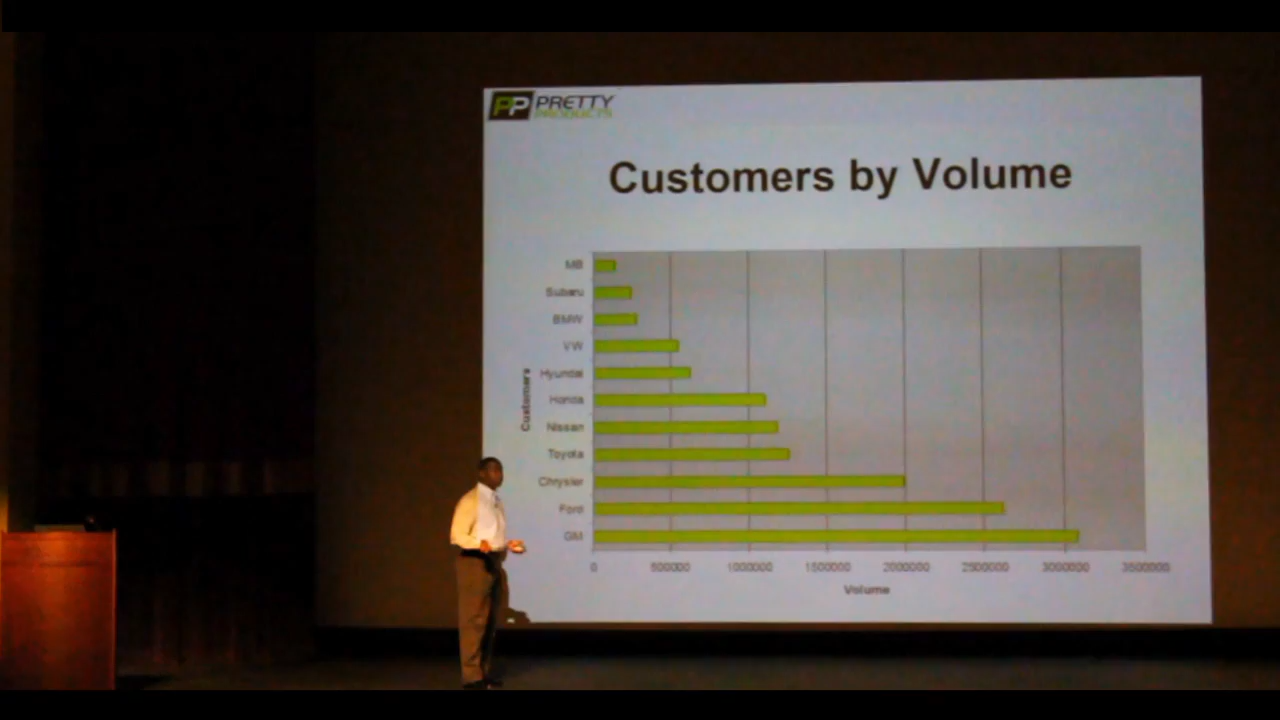 PP PRETTY
PRODUCTS
Customers by Volume
MB
Subaru
BMW
VW
Hyundai
Honda
Nissan
Toyota
Chrysler
Ford
GM
Customers
0 500000 1000000 1500000 2000000 2500000 3000000 3500000
Volume